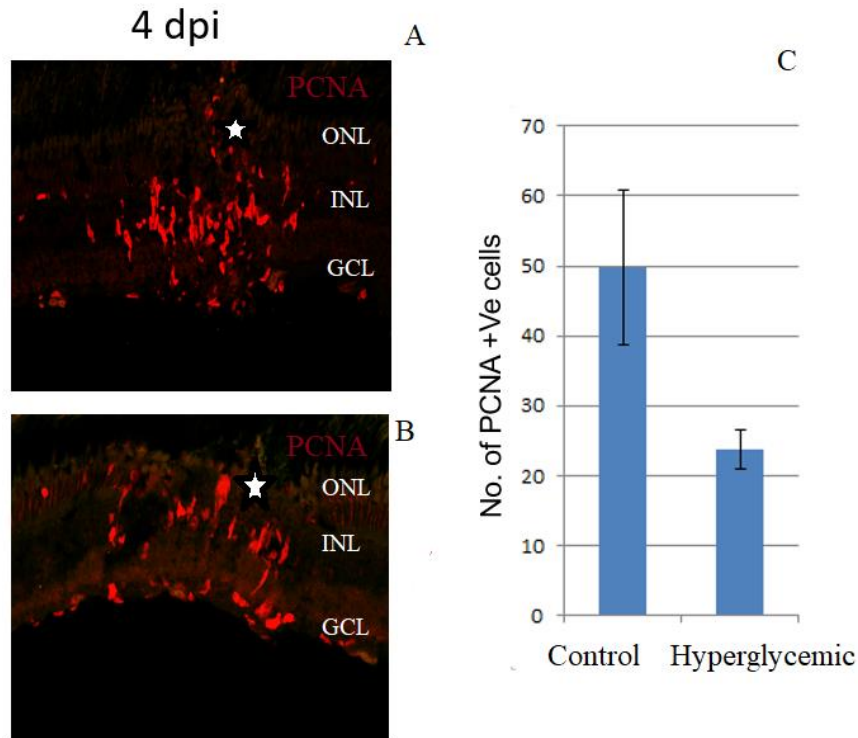 4 dpi
A
PCNA
ONL
INL
GCL
B
PCNA
ONL
INL
GCL
C
No. of PCNA +Ve cells
70
60
50
40
30
20
10
0
Control Hyperglycemic